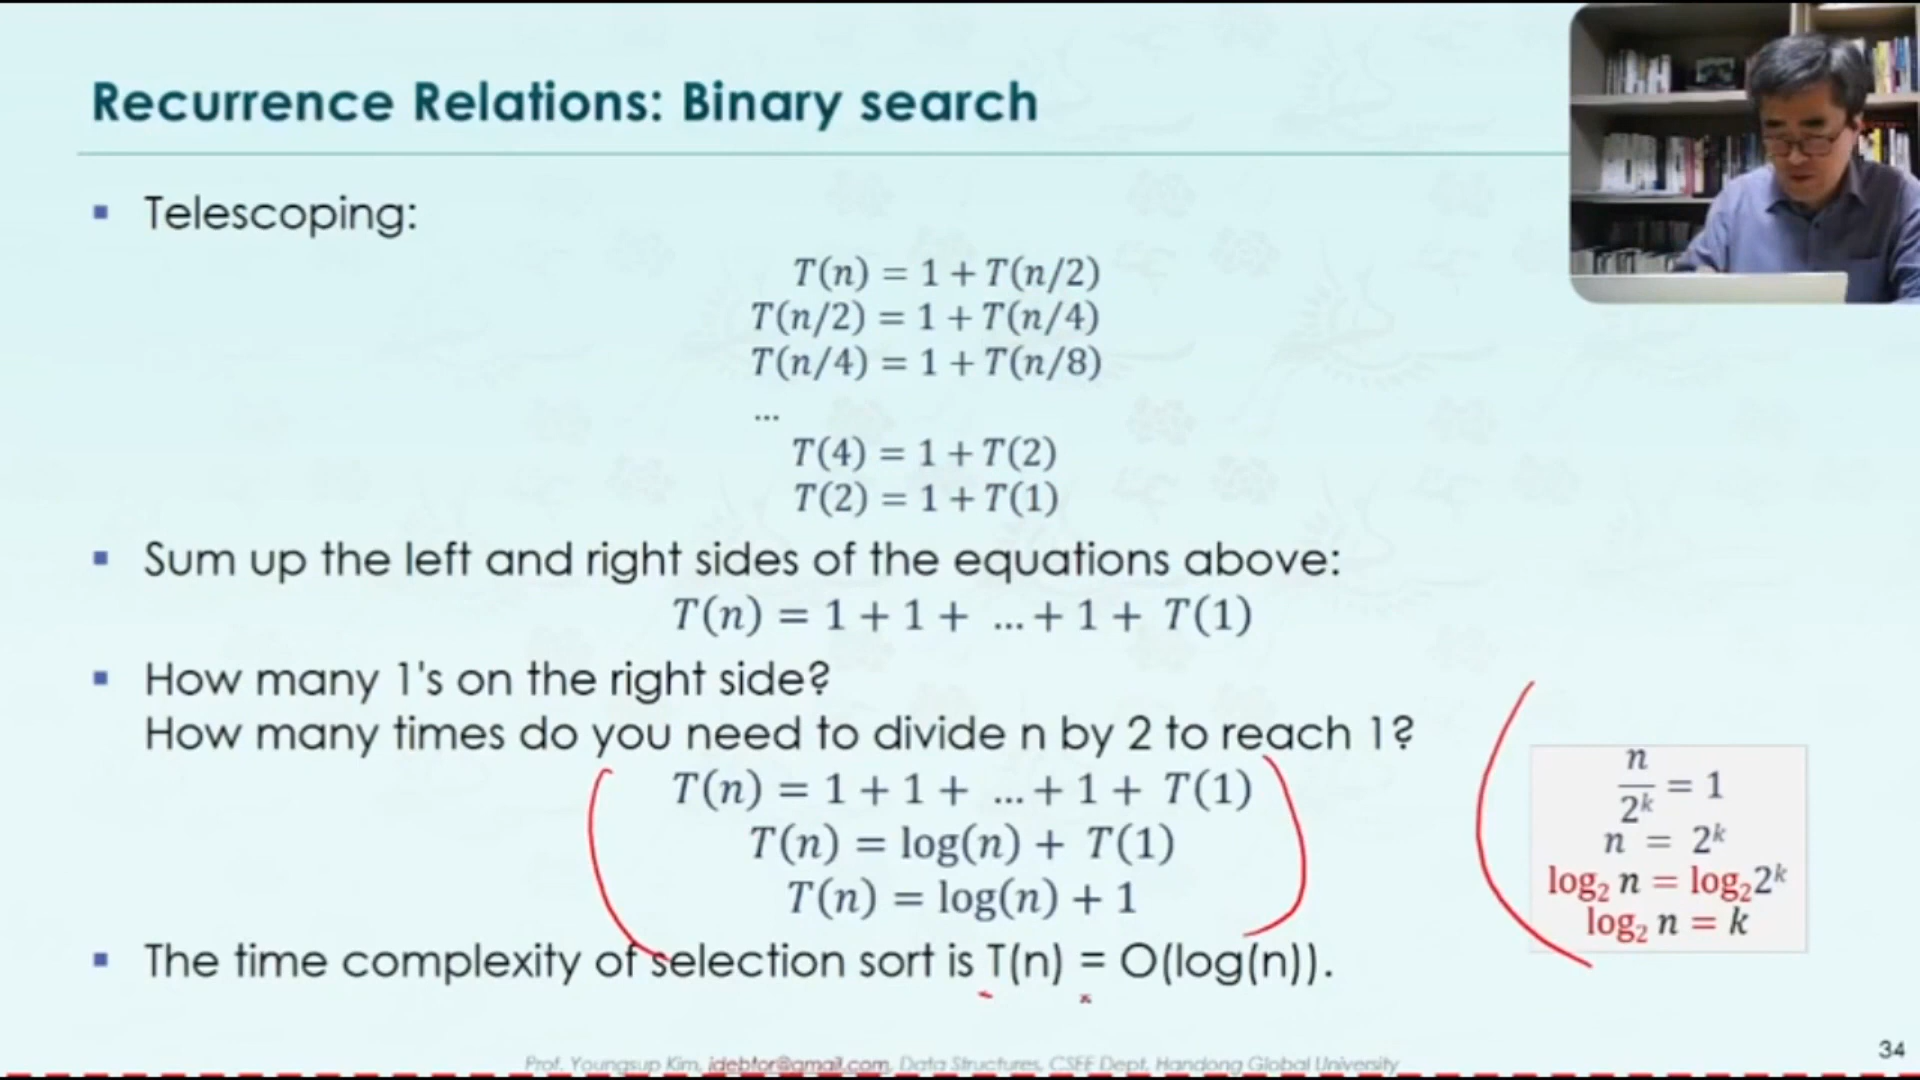 Recurrence Relations: Binary search
Telescoping:
T(n) = 1 + T(n/2)
T(n/2) = 1 + T(n/4)
T(n/4) = 1 + T(n/8)
...
T(4) = 1 + T(2)
T(2) = 1 + T(1)
Sum up the left and right sides of the equations above:
T(n) = 1 + 1 + ... + 1 + T(1)
How many 1's on the right side?
How many times do you need to divide n by 2 to reach 1?
T(n) = 1 + 1 + ... + 1 + T(1)
T(n) = log(n) + T(1)
T(n) = log(n) + 1
n/2ᵏ = 1
n = 2ᵏ
log₂ n = log₂2ᵏ
log₂ n = k
The time complexity of selection sort is T(n) = O(log(n)).
34
Prof. Youngsup Kim, idebtor@gmail.com, Data Structures, CSEE Dept. Handong Global University